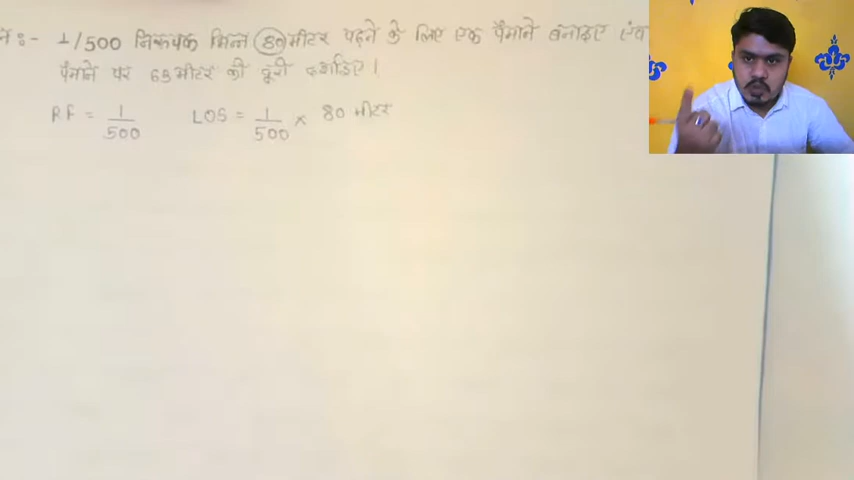 :- 1/500 निरूपक भिन्न 80 मीटर पढ़ने के लिए एक पैमाने बनाइए एंव
पैमाने पर 65 मीटर की दूरी दर्शाइए।
RF = 1/500 LOS = 1/500 × 80 मीटर